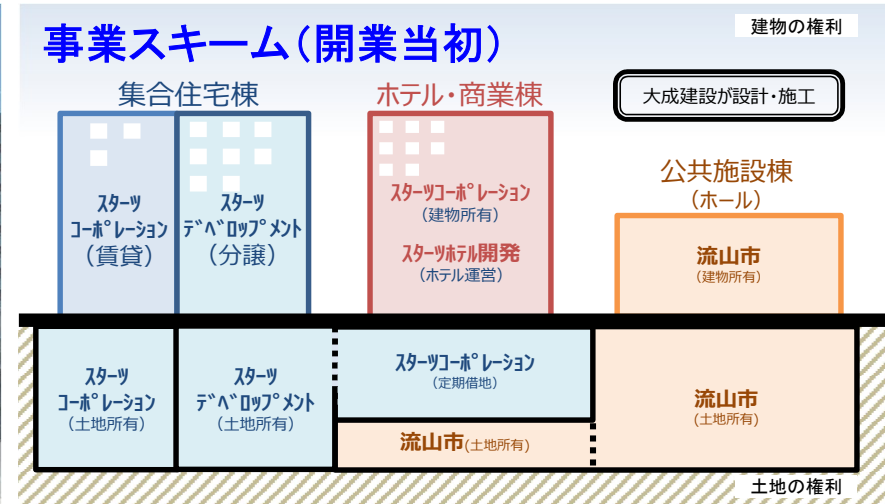 建物の権利
事業スキーム(開業当初)
集合住宅棟
ホテル・商業棟
大成建設が設計・施工
公共施設棟
(ホール)
ｽﾀｰﾂ
ｺｰﾎﾟﾚｰｼｮﾝ
(賃貸)
ｽﾀｰﾂ
ﾃﾞﾍﾞﾛｯﾌﾟﾒﾝﾄ
(分譲)
ｽﾀｰﾂｺｰﾎﾟﾚｰｼｮﾝ
(建物所有)
ｽﾀｰﾂﾎﾃﾙ開発
(ホテル運営)
流山市
(建物所有)
ｽﾀｰﾂ
ｺｰﾎﾟﾚｰｼｮﾝ
(土地所有)
ｽﾀｰﾂ
ﾃﾞﾍﾞﾛｯﾌﾟﾒﾝﾄ
(土地所有)
ｽﾀｰﾂｺｰﾎﾟﾚｰｼｮﾝ
(定期借地)
流山市(土地所有)
流山市
(土地所有)
土地の権利